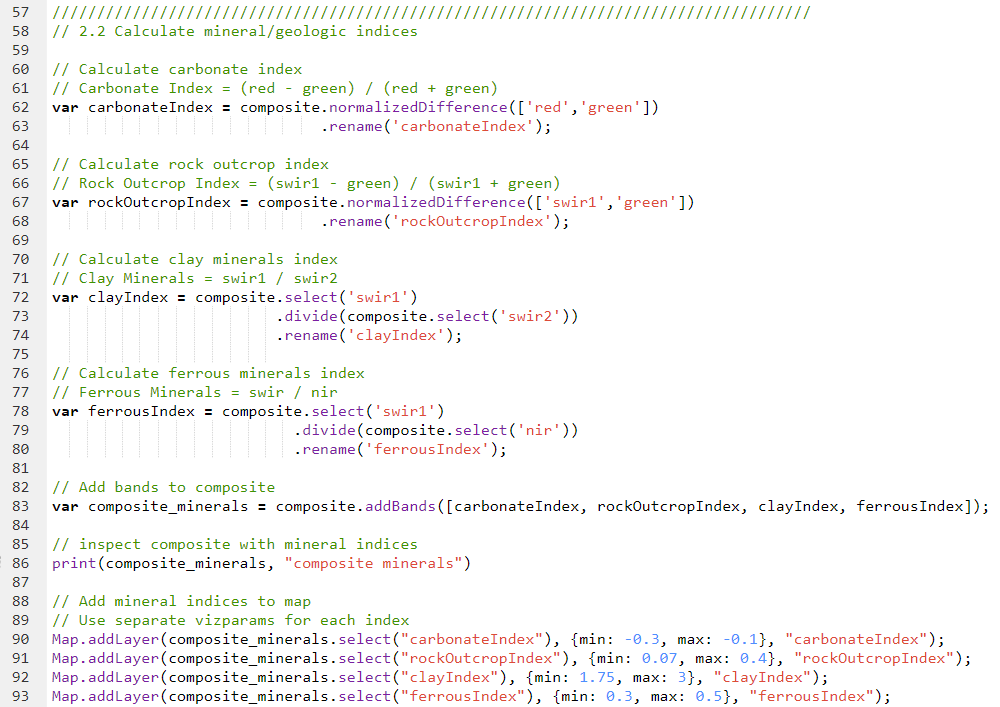 57 /////////////////////////////////////////////////////////////////////////////////////
58 // 2.2 Calculate mineral/geologic indices
59
60 // Calculate carbonate index
61 // Carbonate Index = (red - green) / (red + green)
62 var carbonateIndex = composite.normalizedDifference(['red','green'])
63 .rename('carbonateIndex');
64
65 // Calculate rock outcrop index
66 // Rock Outcrop Index = (swir1 - green) / (swir1 + green)
67 var rockOutcropIndex = composite.normalizedDifference(['swir1','green'])
68 .rename('rockOutcropIndex');
69
70 // Calculate clay minerals index
71 // Clay Minerals = swir1 / swir2
72 var clayIndex = composite.select('swir1')
73 .divide(composite.select('swir2'))
74 .rename('clayIndex');
75
76 // Calculate ferrous minerals index
77 // Ferrous Minerals = swir / nir
78 var ferrousIndex = composite.select('swir1')
79 .divide(composite.select('nir'))
80 .rename('ferrousIndex');
81
82 // Add bands to composite
83 var composite_minerals = composite.addBands([carbonateIndex, rockOutcropIndex, clayIndex, ferrousIndex]);
84
85 // inspect composite with mineral indices
86 print(composite_minerals, "composite minerals")
87
88 // Add mineral indices to map
89 // Use separate vizparams for each index
90 Map.addLayer(composite_minerals.select("carbonateIndex"), {min: -0.3, max: -0.1}, "carbonateIndex");
91 Map.addLayer(composite_minerals.select("rockOutcropIndex"), {min: 0.07, max: 0.4}, "rockOutcropIndex");
92 Map.addLayer(composite_minerals.select("clayIndex"), {min: 1.75, max: 3}, "clayIndex");
93 Map.addLayer(composite_minerals.select("ferrousIndex"), {min: 0.3, max: 0.5}, "ferrousIndex");